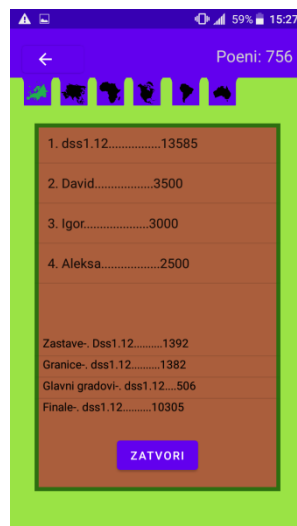 59% 15:27
Poeni: 756
1. dss1.12...............13585
2. David.................3500
3. Igor...................3000
4. Aleksa.................2500
Zastave-. Dss1.12..........1392
Granice-. dss1.12..........1382
Glavni gradovi-. dss1.12....506
Finale-. dss1.12..........10305
ZATVORI